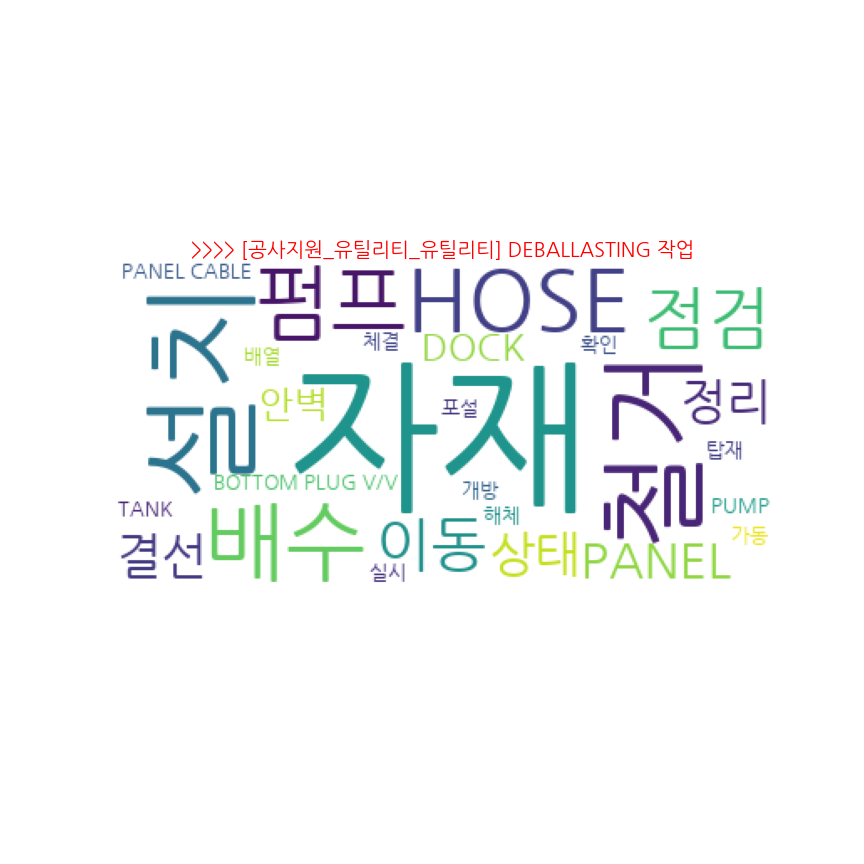 >>>> [공사지원_유틸리티_유틸리티] DEBALLASTING 작업
PANEL CABLE
설치
펌프
HOSE
점검
체결
DOCK
확인
배열
안벽
자재
포설
철거
정리
탑재
BOTTOM PLUG V/V
개방
TANK
해체
PUMP
결선
배수
이동
상태
PANEL
가동
실시